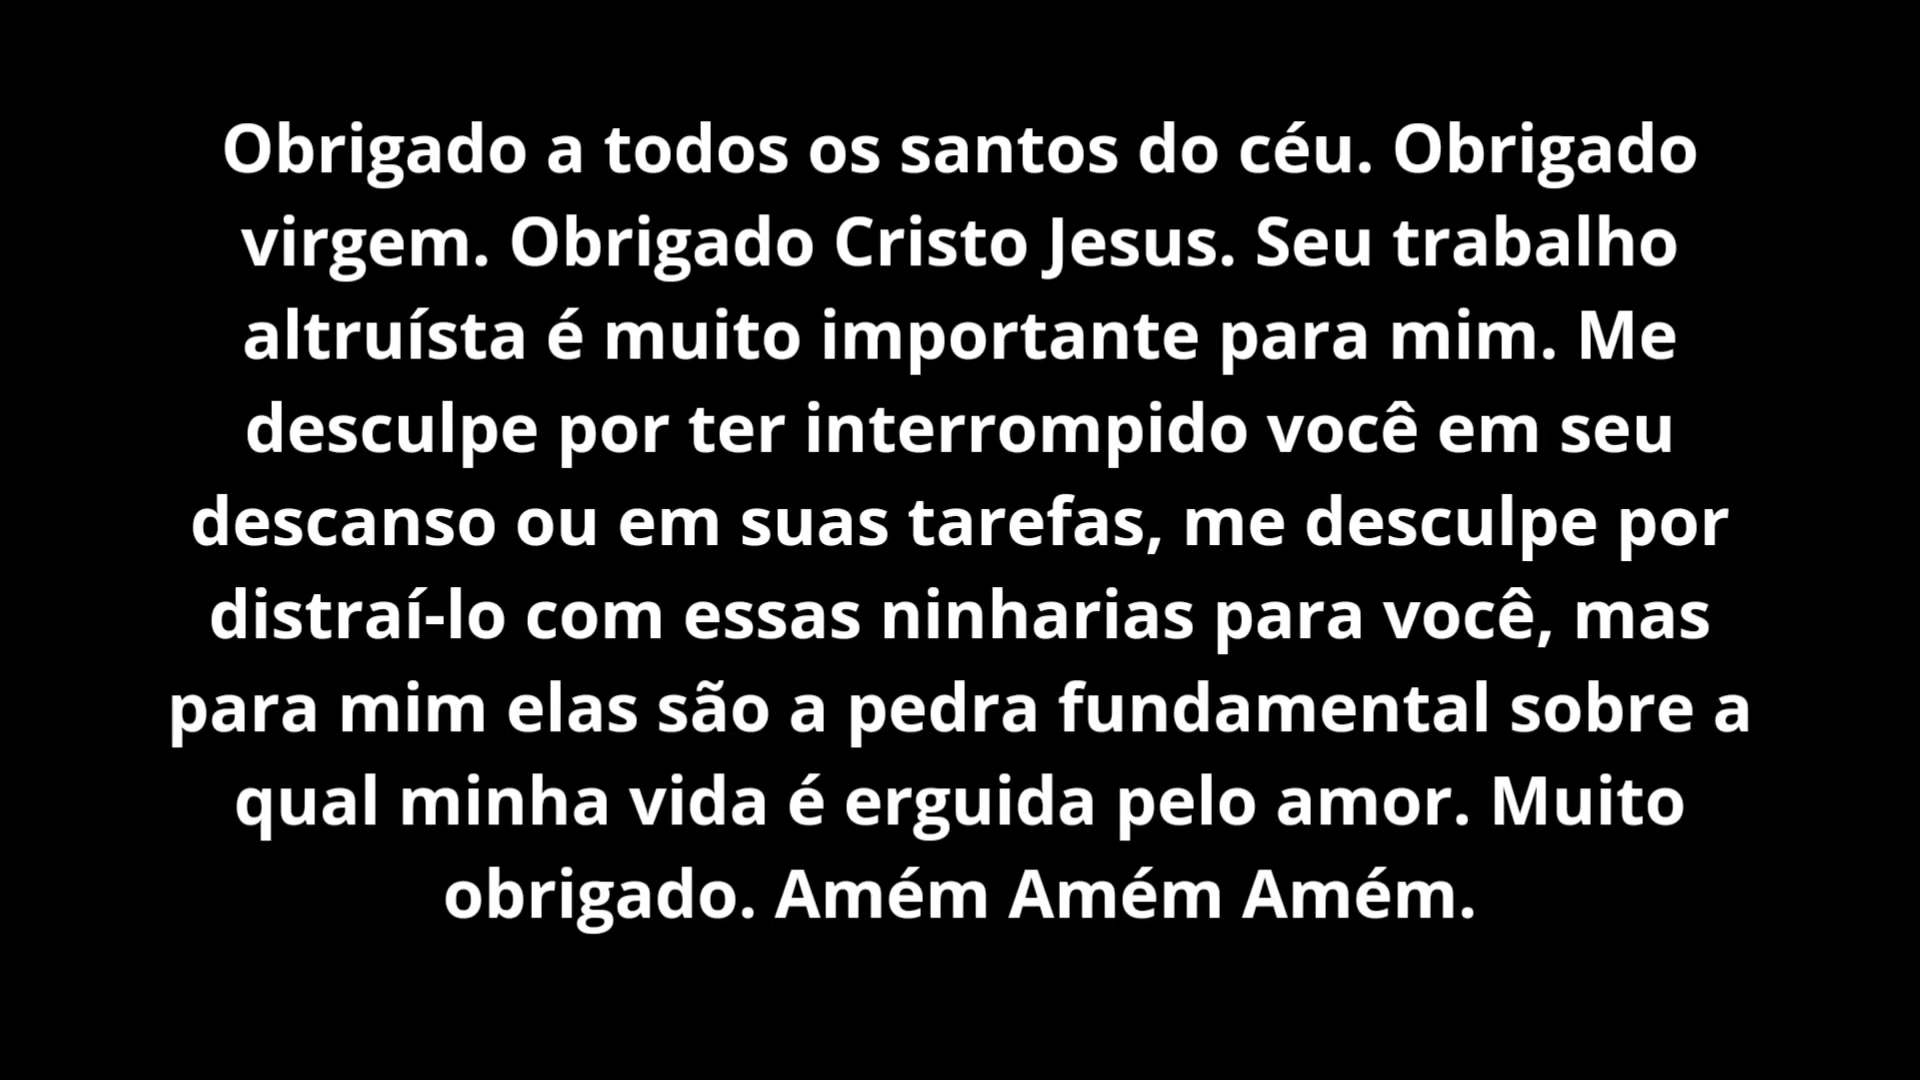 Obrigado a todos os santos do céu. Obrigado
virgem. Obrigado Cristo Jesus. Seu trabalho
altruísta é muito importante para mim. Me
desculpe por ter interrompido você em seu
descanso ou em suas tarefas, me desculpe por
distraí-lo com essas ninharias para você, mas
para mim elas são a pedra fundamental sobre a
qual minha vida é erguida pelo amor. Muito
obrigado. Amém Amém Amém.